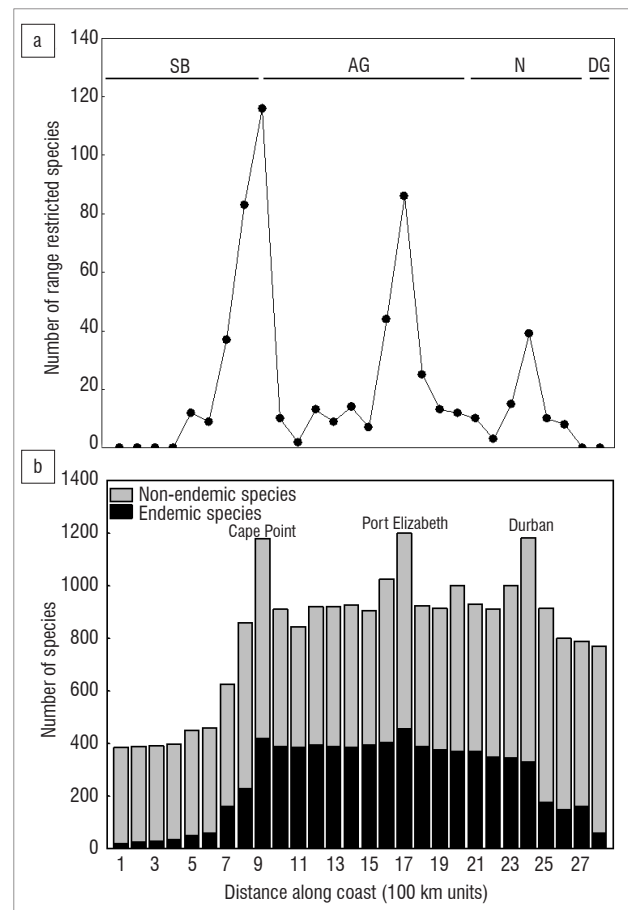 a
SB AG N DG
140
120
100
80
60
40
20
0
Number of range restricted species
b
1400
1200
1000
800
600
400
200
0
Number of species
Non-endemic species
Endemic species
Cape Point
Port Elizabeth
Durban
1 3 5 7 9 11 13 15 17 19 21 23 25 27
Distance along coast (100 km units)